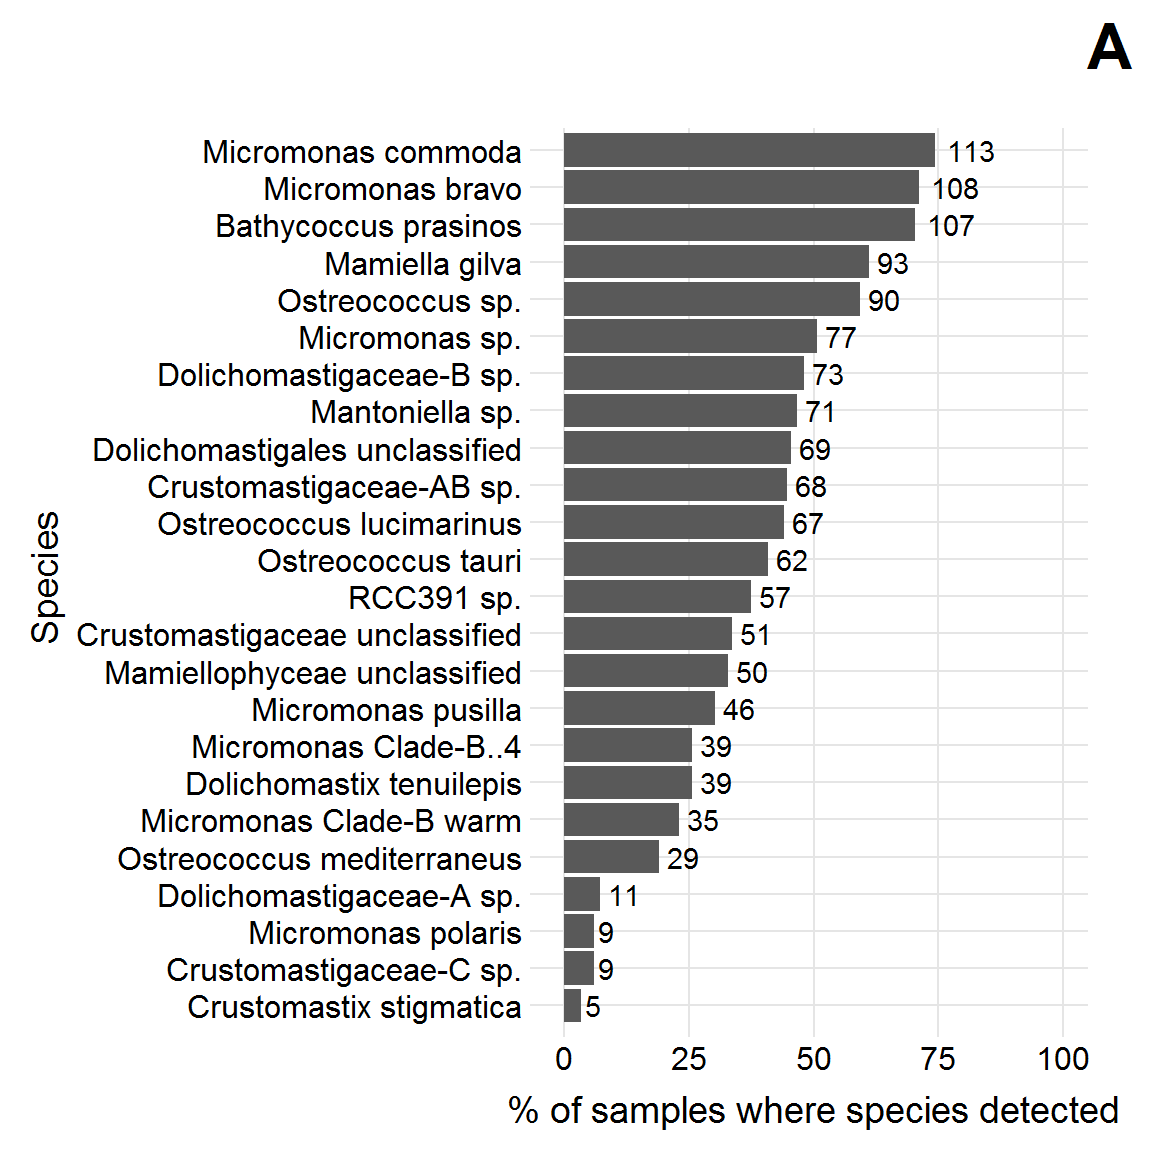 A
Micromonas commoda 113
Micromonas bravo 108
Bathycoccus prasinos 107
Mamiella gilva 93
Ostreococcus sp. 90
Micromonas sp. 77
Dolichomastigaceae-B sp. 73
Mantoniella sp. 71
Dolichomastigales unclassified 69
Crustomastigaceae-AB sp. 68
Ostreococcus lucimarinus 67
Ostreococcus tauri 62
RCC391 sp. 57
Crustomastigaceae unclassified 51
Mamiellophyceae unclassified 50
Micromonas pusilla 46
Micromonas Clade-B..4 39
Dolichomastix tenuilepis 39
Micromonas Clade-B warm 35
Ostreococcus mediterraneus 29
Dolichomastigaceae-A sp. 11
Micromonas polaris 9
Crustomastigaceae-C sp. 9
Crustomastix stigmatica 5
Species
0 25 50 75 100
% of samples where species detected